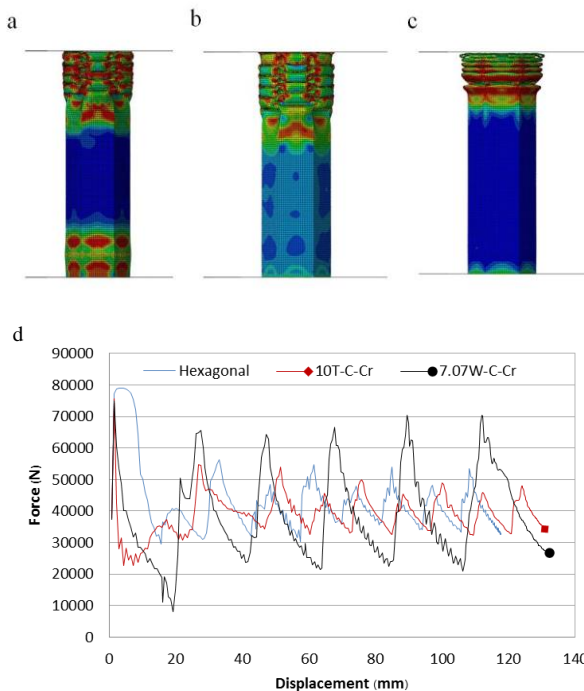 a
b
c
d
Hexagonal
10T-C-Cr
7.07W-C-Cr
90000
80000
70000
60000
50000
40000
30000
20000
10000
0
Force (N)
0 20 40 60 80 100 120 140
Displacement (mm)